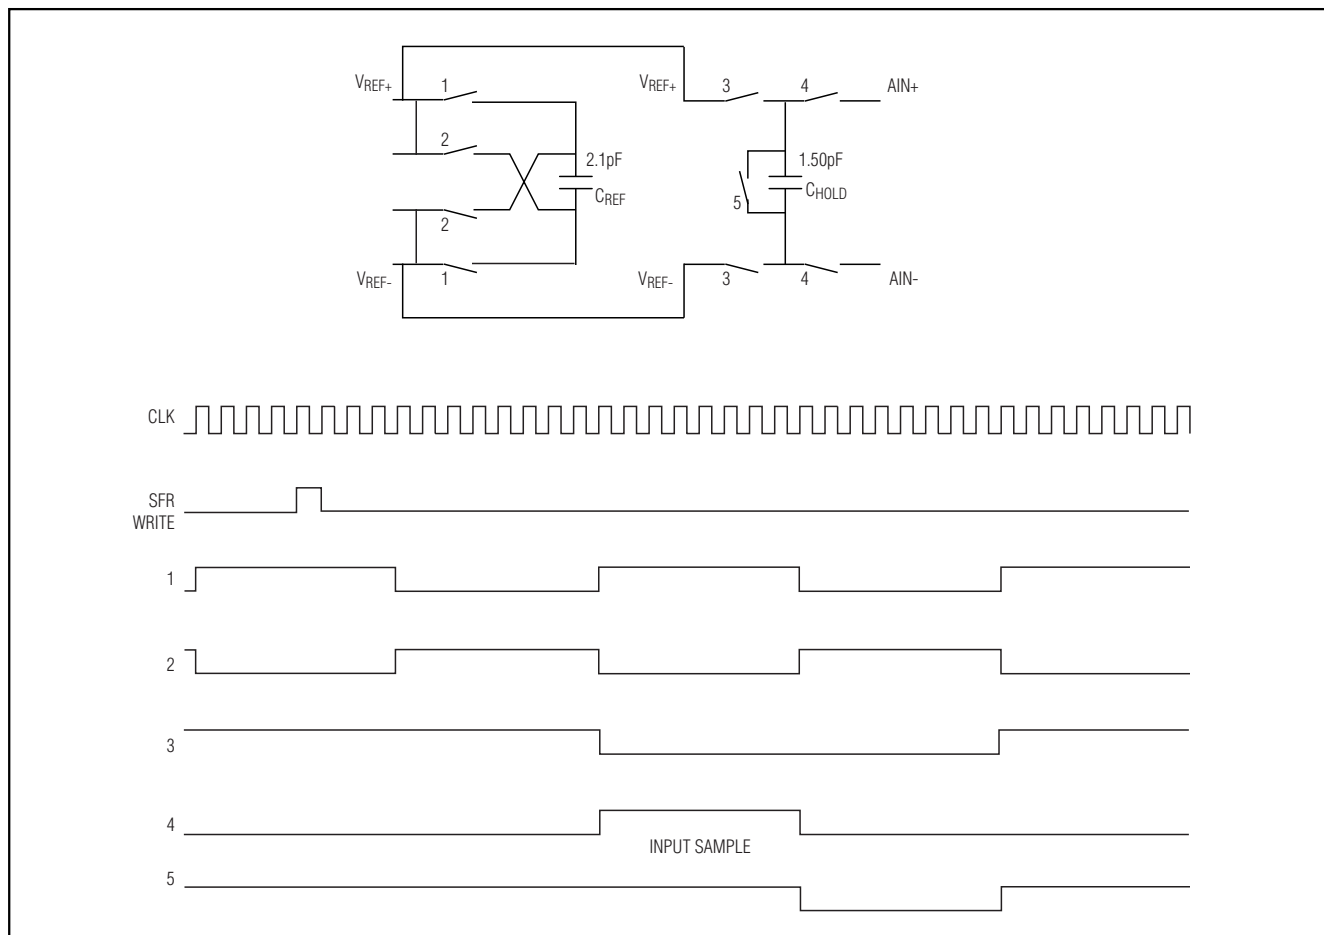 VREF+ 1 VREF+ 3 4 AIN+
2
2.1pF 1.50pF
CREF CHOLD
5
2
VREF- 1 VREF- 3 4 AIN-
CLK
SFR
WRITE
1
2
3
4
INPUT SAMPLE
5